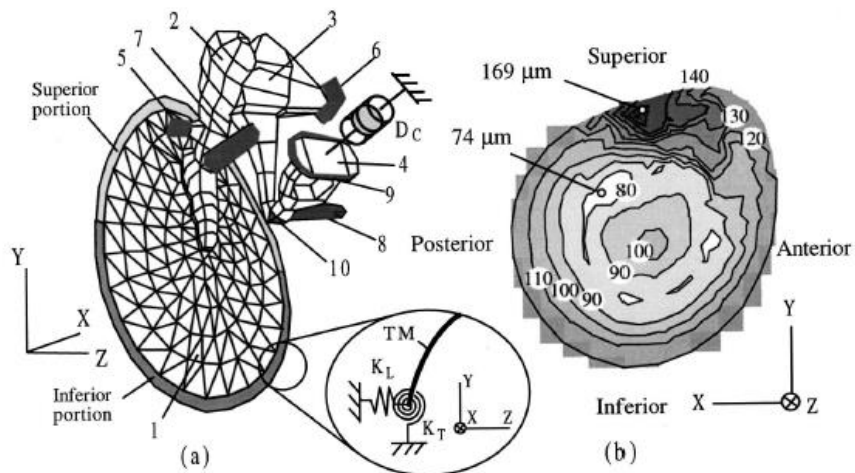 2
3
7
6
5
Superior
portion
D C
4
9
8
10
Y
X
Z
Inferior
portion
1
(a)
TM
K L
K T
Y
X
Z
Superior
140
169 μm
130
120
74 μm
80
Posterior
Anterior
100
90
110
100
90
Inferior
Y
X
Z
(b)